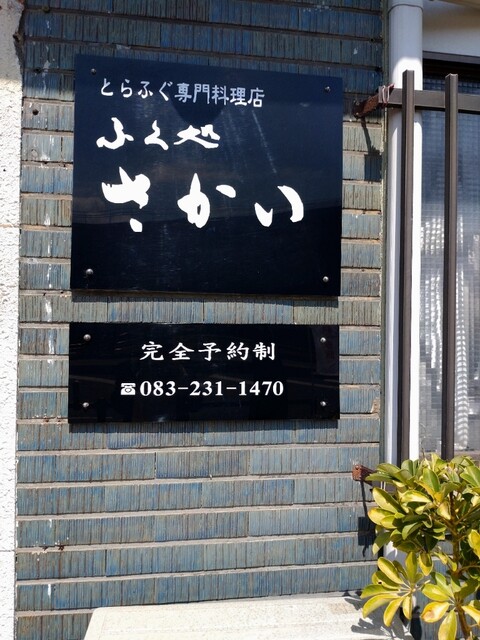 とらふぐ専門料理店
ふく処
さかい
完全予約制
☎083-231-1470